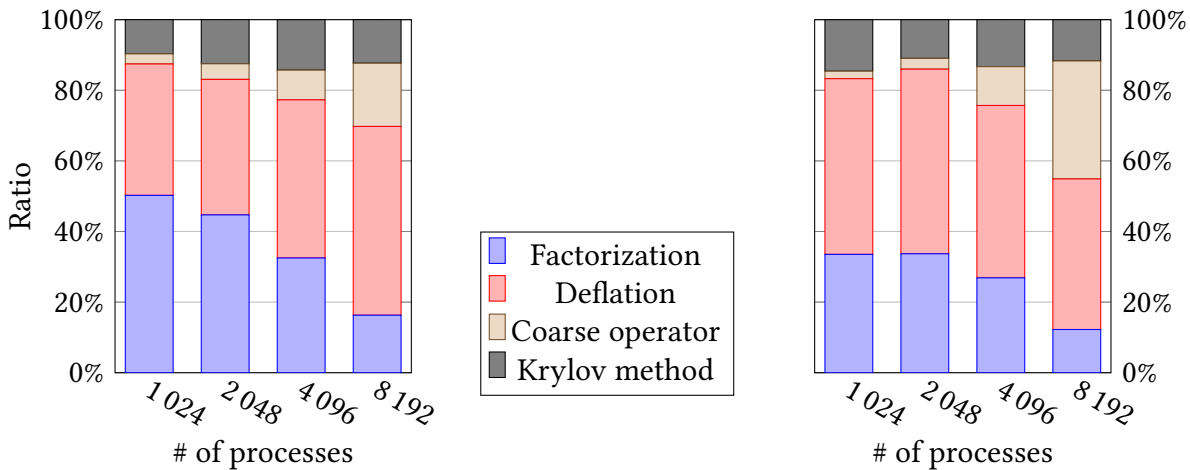 100%
80%
60%
40%
20%
0%
Ratio
1 024
2 048
4 096
8 192
# of processes
Factorization
Deflation
Coarse operator
Krylov method
100%
80%
60%
40%
20%
0%
1 024
2 048
4 096
8 192
# of processes